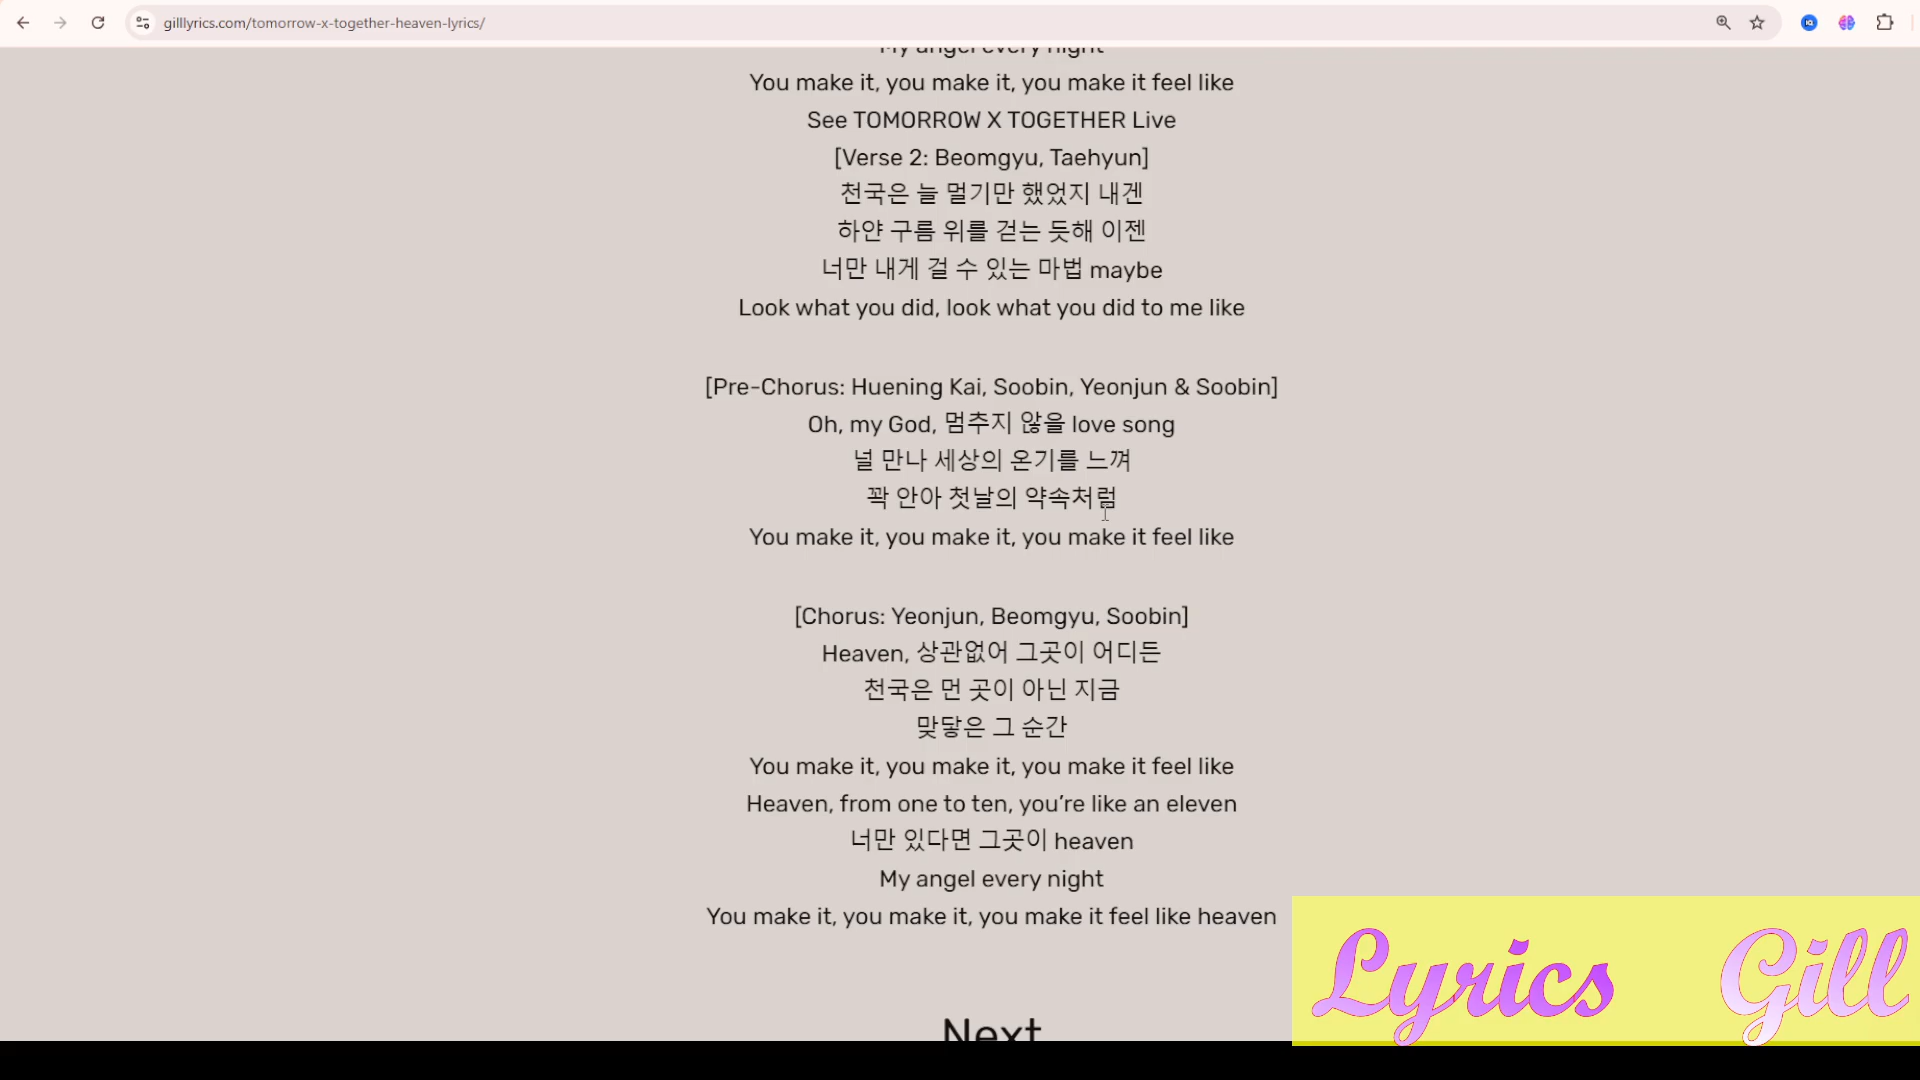 gilllyrics.com/tomorrow-x-together-heaven-lyrics/
My angel every night
You make it, you make it, you make it feel like
See TOMORROW X TOGETHER Live
[Verse 2: Beomgyu, Taehyun]
천국은 늘 멀기만 했었지 내겐
하얀 구름 위를 걷는 듯해 이젠
너만 내게 걸 수 있는 마법 maybe
Look what you did, look what you did to me like
[Pre-Chorus: Huening Kai, Soobin, Yeonjun & Soobin]
Oh, my God, 멈추지 않을 love song
널 만나 세상의 온기를 느껴
꽉 안아 첫날의 약속처럼
You make it, you make it, you make it feel like
[Chorus: Yeonjun, Beomgyu, Soobin]
Heaven, 상관없어 그곳이 어디든
천국은 먼 곳이 아닌 지금
맞닿은 그 순간
You make it, you make it, you make it feel like
Heaven, from one to ten, you’re like an eleven
너만 있다면 그곳이 heaven
My angel every night
You make it, you make it, you make it feel like heaven
Next
Lyrics Gill